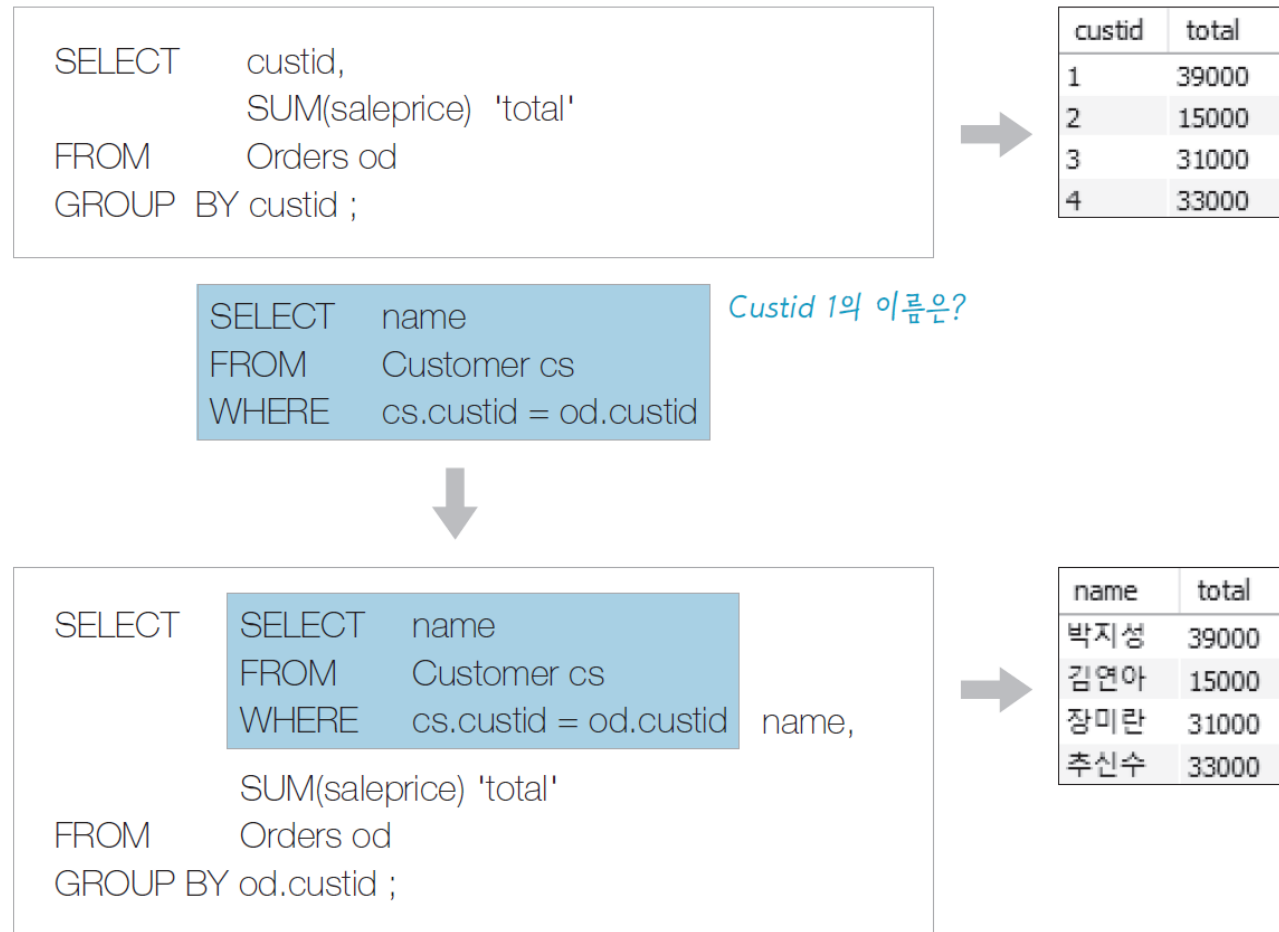 SELECT custid,
SUM(saleprice) 'total'
FROM Orders od
GROUP BY custid ;
custid total
1 39000
2 15000
3 31000
4 33000
SELECT name
FROM Customer cs
WHERE cs.custid = od.custid
Custid 1의 이름은?
SELECT SELECT name
FROM Customer cs
WHERE cs.custid = od.custid name,
SUM(saleprice) 'total'
FROM Orders od
GROUP BY od.custid ;
name total
박지성 39000
김연아 15000
장미란 31000
추신수 33000